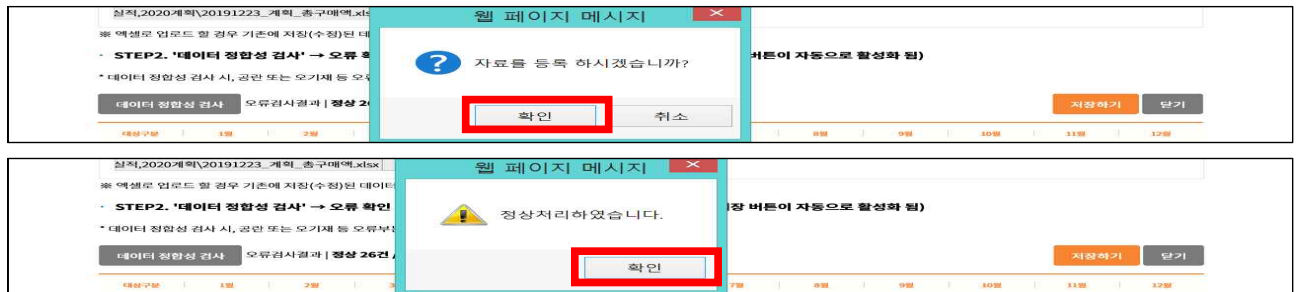 실적,2020계획\20191223_계획_총구매액.xls
웹 페이지 메시지
※ 엑셀로 업로드 할 경우 기존에 저장(수정)된 데
자료를 등록 하시겠습니까?
· STEP2. '데이터 정합성 검사' → 오류 확 버튼이 자동으로 활성화 됨)
* 데이터 정합성 검사 시, 공란 또는 오기재 등 오
데이터 정합성 검사 오류검사결과 | 정상 26 확인 취소 저장하기 닫기
대상구분 1월 2월 8월 9월 10월 11월 12월
실적,2020계획\20191223_계획_총구매액.xlsx
웹 페이지 메시지
※ 엑셀로 업로드 할 경우 기존에 저장(수정)된 데이터
정상처리하였습니다.
· STEP2. '데이터 정합성 검사' → 오류 확인 장 버튼이 자동으로 활성화 됨)
* 데이터 정합성 검사 시, 공란 또는 오기재 등 오류부
데이터 정합성 검사 오류검사결과 | 정상 26건 / 확인 저장하기 닫기
대상구분 1월 2월 3 7월 8월 9월 10월 11월 12월